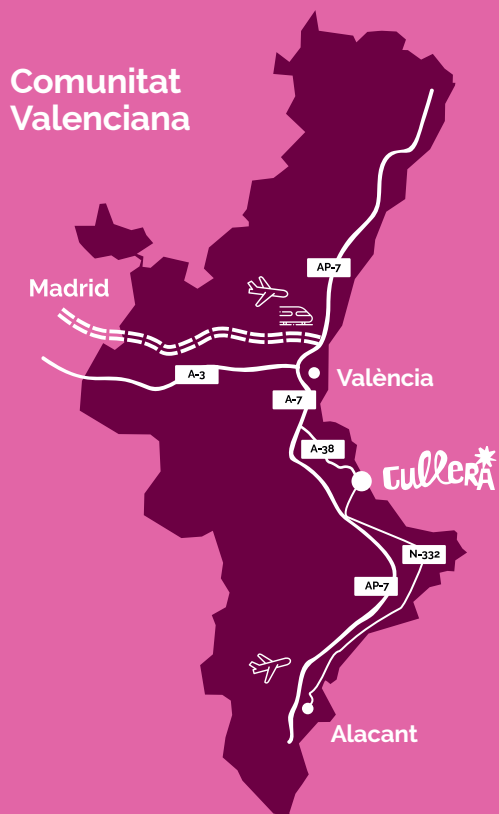 Comunitat
Valenciana
AP-7
Madrid
A-3
València
A-7
A-38
cullerA
N-332
AP-7
Alacant